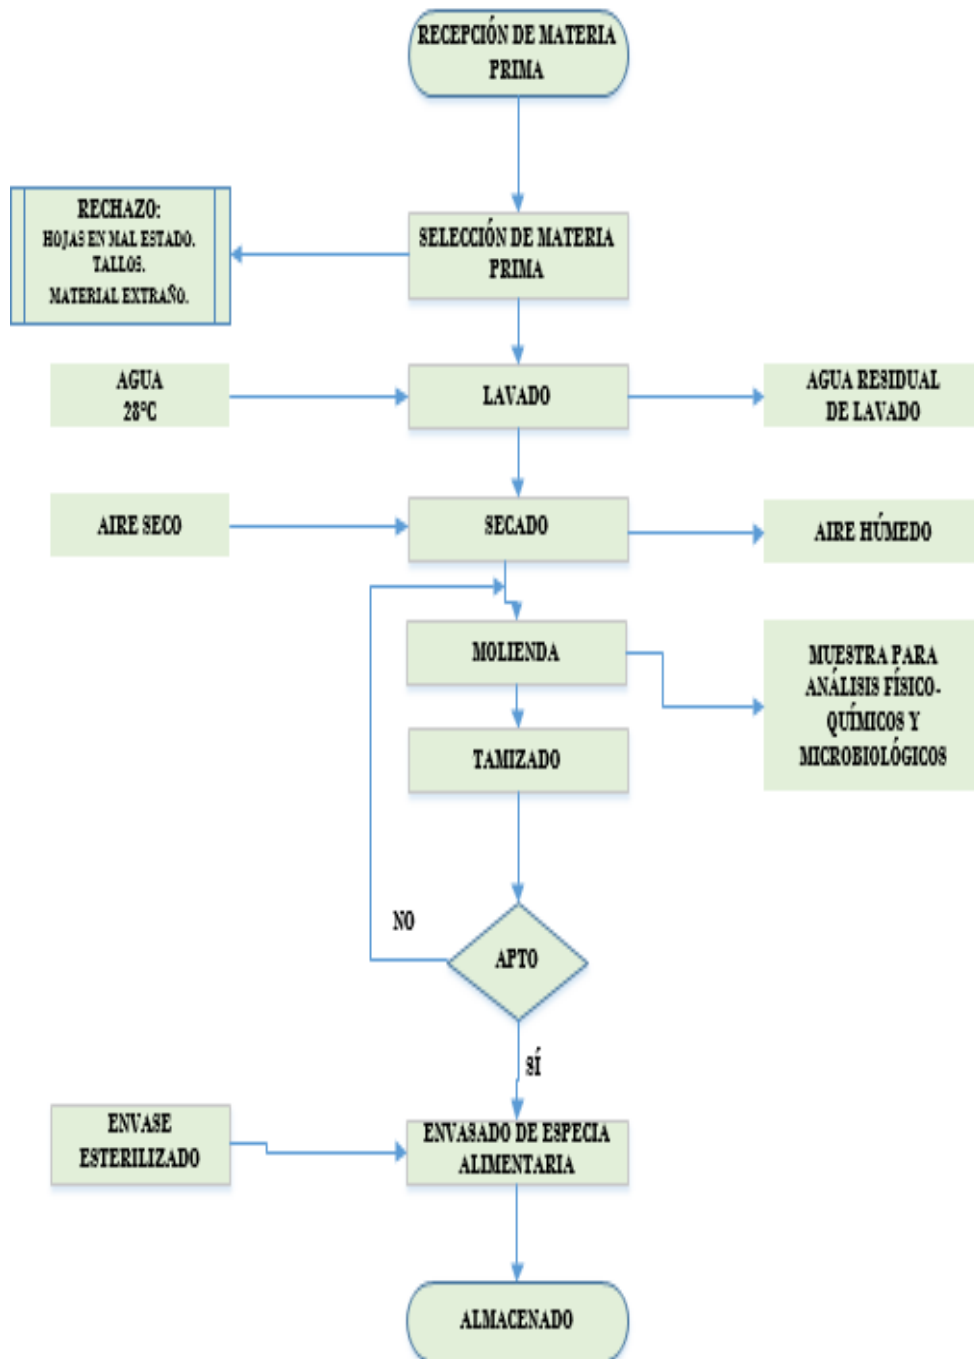 RECEPCIÓN DE MATERIA
PRIMA
RECHAZO:
HOJAS EN MAL ESTADO.
TALLOS.
MATERIAL EXTRAÑO.
SELECCIÓN DE MATERIA
PRIMA
AGUA
28°C
LAVADO
AGUA RESIDUAL
DE LAVADO
AIRE SECO
SECADO
AIRE HÚMEDO
MOLIENDA
MUESTRA PARA
ANÁLISIS FÍSICO-
QUÍMICOS Y
MICROBIOLÓGICOS
TAMIZADO
NO
APTO
SÍ
ENVASE
ESTERILIZADO
ENVASADO DE ESPECIA
ALIMENTARIA
ALMACENADO